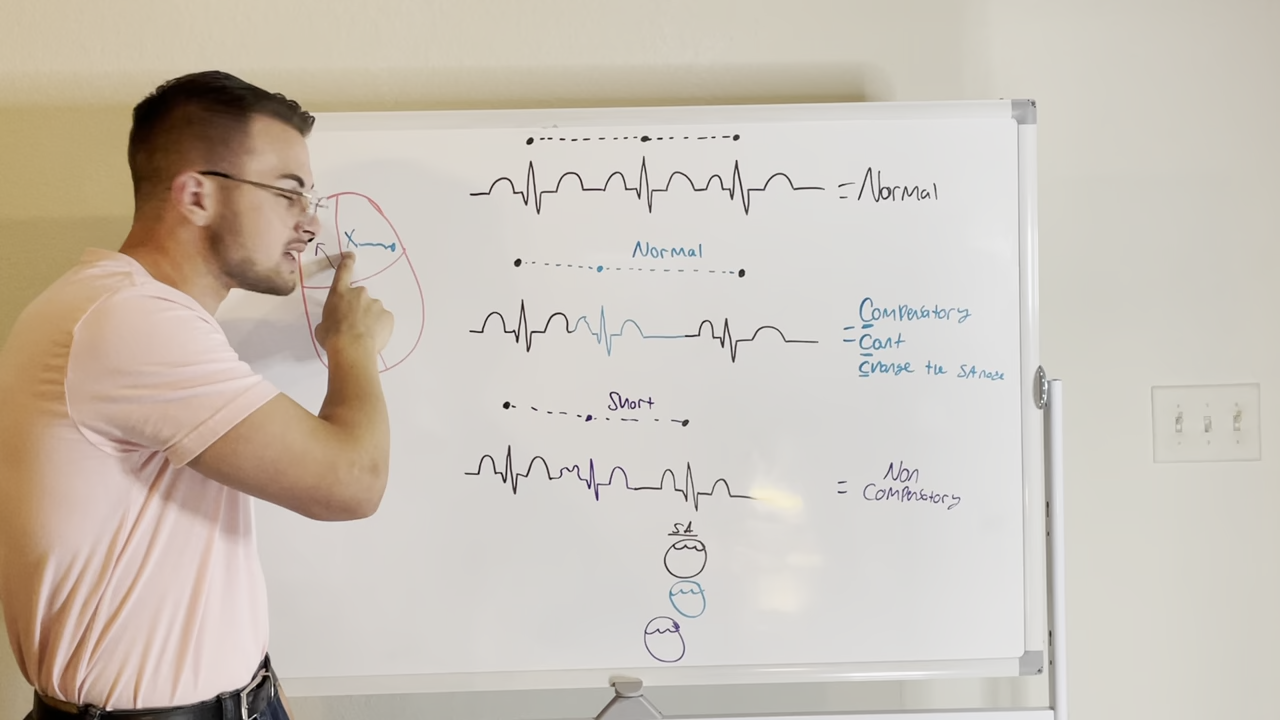 = Normal
Normal
Compensatory
= Cant
Change the SA node
Short
Non
= Compensatory
SA
X